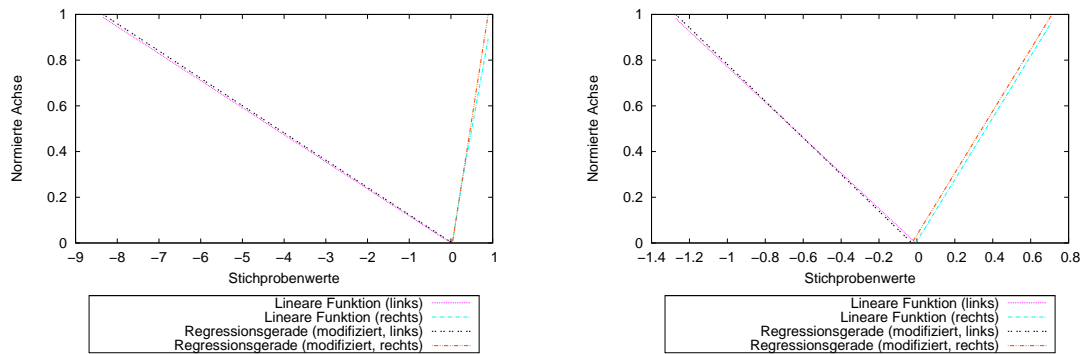 1
0.8
0.6
0.4
0.2
0
Normierte Achse
−9 −8 −7 −6 −5 −4 −3 −2 −1 0 1
Stichprobenwerte
Lineare Funktion (links)
Lineare Funktion (rechts)
Regressionsgerade (modifiziert, links)
Regressionsgerade (modifiziert, rechts)
1
0.8
0.6
0.4
0.2
0
Normierte Achse
−1.4 −1.2 −1 −0.8 −0.6 −0.4 −0.2 0 0.2 0.4 0.6 0.8
Stichprobenwerte
Lineare Funktion (links)
Lineare Funktion (rechts)
Regressionsgerade (modifiziert, links)
Regressionsgerade (modifiziert, rechts)